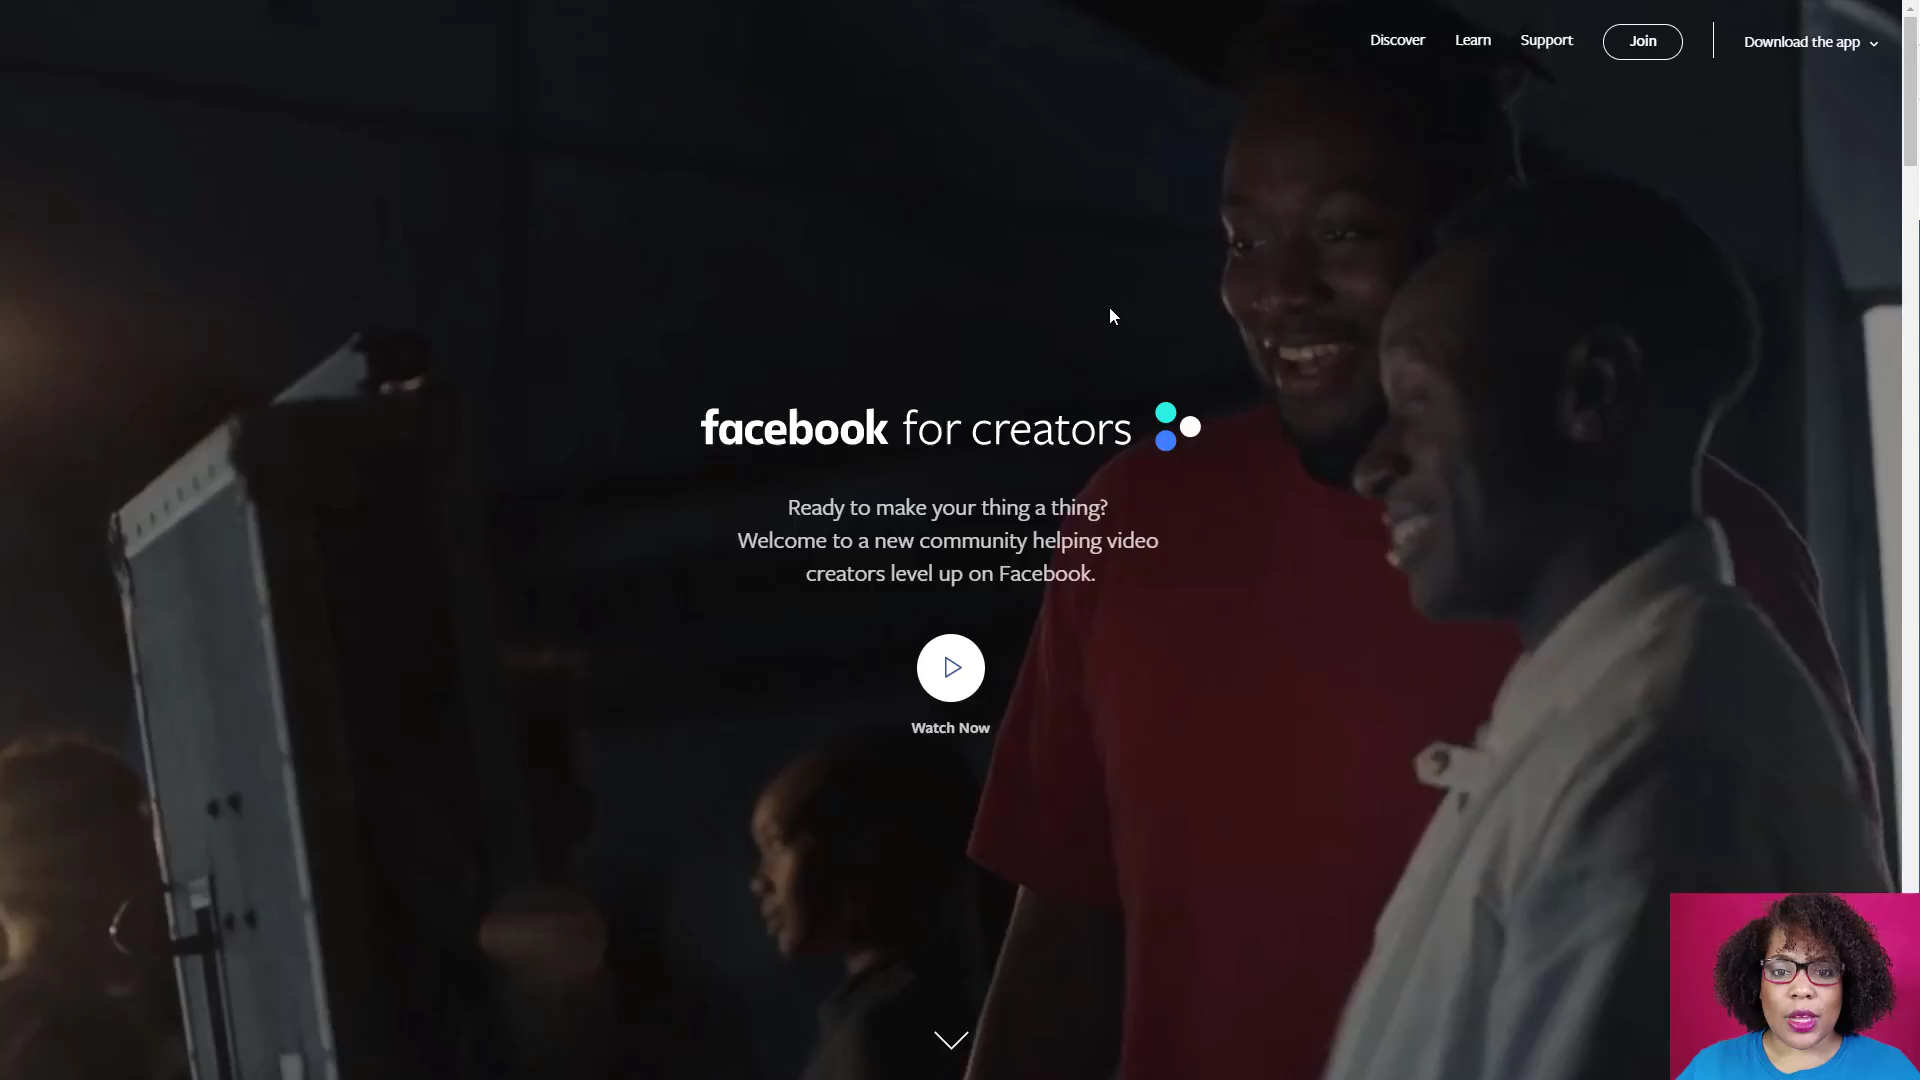 Discover
Learn
Support
Join
Download the app
facebook for creators
Ready to make your thing a thing?
Welcome to a new community helping video
creators level up on Facebook.
Watch Now